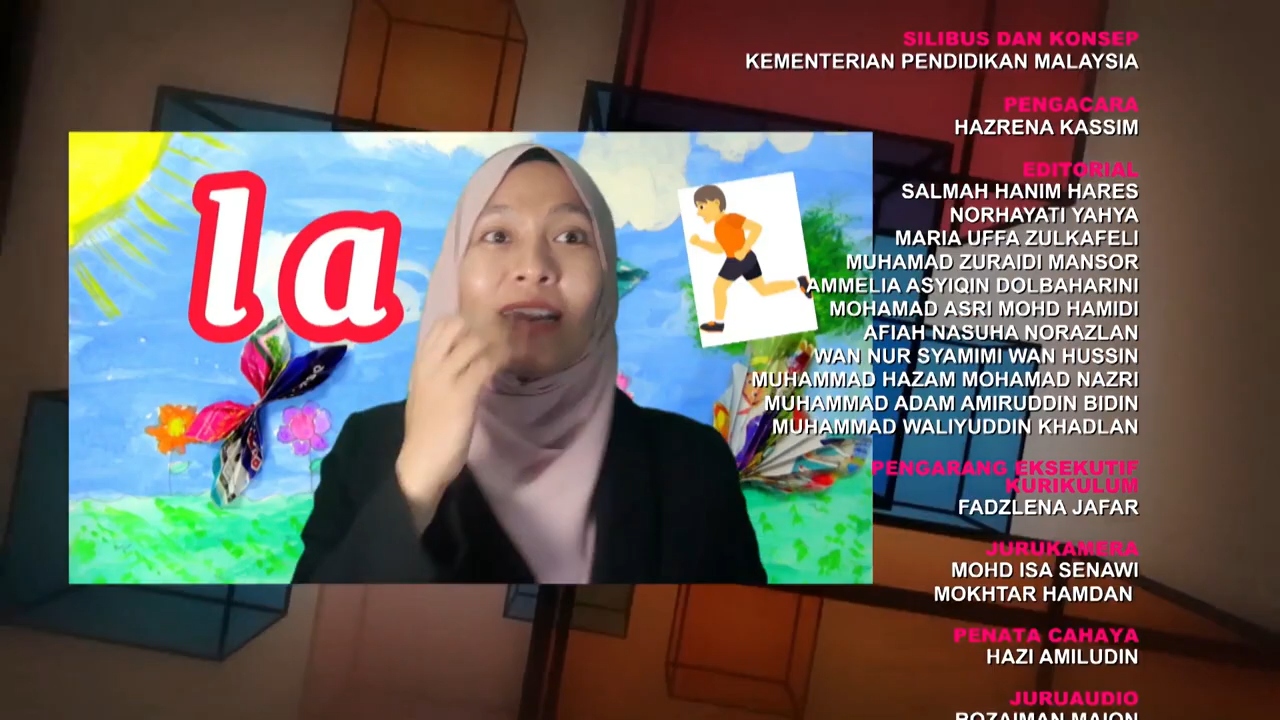 la
SILIBUS DAN KONSEP
KEMENTERIAN PENDIDIKAN MALAYSIA
PENGACARA
HAZRENA KASSIM
EDITORIAL
SALMAH HANIM HARES
NORHAYATI YAHYA
MARIA UFFA ZULKAFELI
MUHAMAD ZURAIDI MANSOR
AMMELIA ASYIQIN DOLBAHARINI
MOHAMAD ASRI MOHD HAMIDI
AFIAH NASUHA NORAZLAN
WAN NUR SYAMIMI WAN HUSSIN
MUHAMMAD HAZAM MOHAMAD NAZRI
MUHAMMAD ADAM AMIRUDDIN BIDIN
MUHAMMAD WALIYUDDIN KHADLAN
PENGARANG EKSEKUTIF
KURIKULUM
FADZLENA JAFAR
JURUKAMERA
MOHD ISA SENAWI
MOKHTAR HAMDAN
PENATA CAHAYA
HAZI AMILUDIN
JURUAUDIO